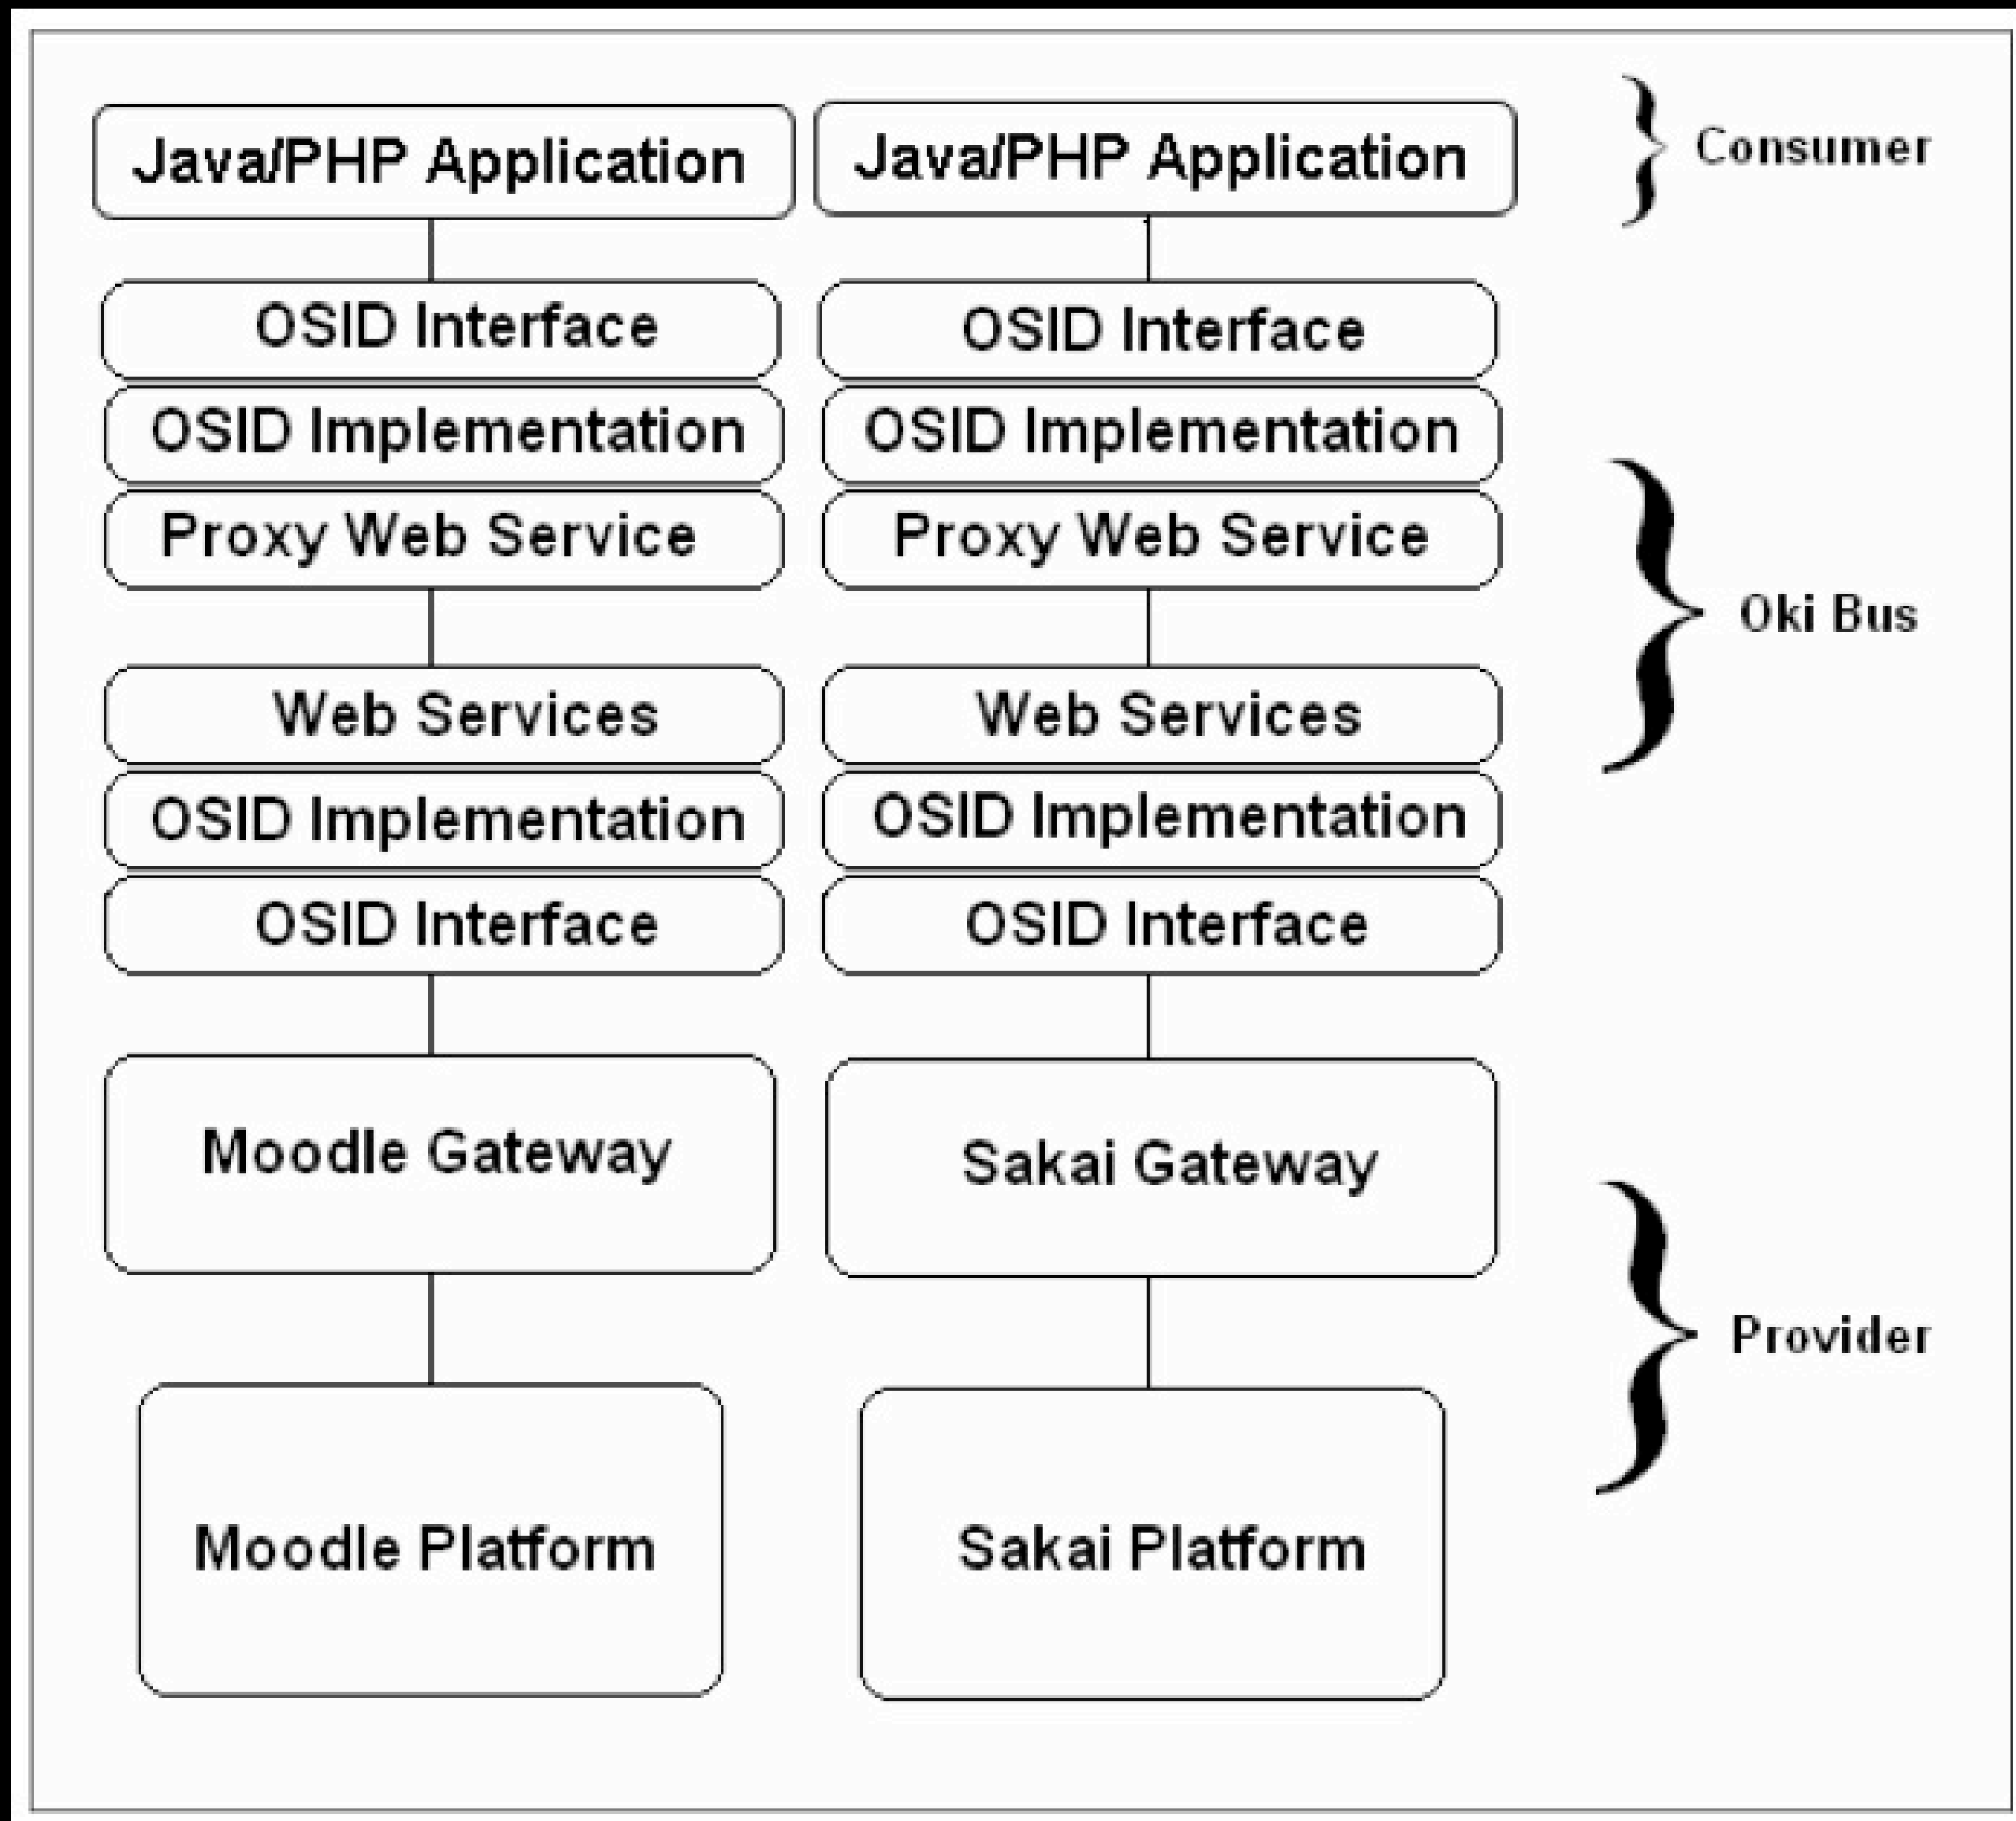 Java/PHP Application
Java/PHP Application
Consumer
OSID Interface
OSID Interface
OSID Implementation
OSID Implementation
Proxy Web Service
Proxy Web Service
Oki Bus
Web Services
Web Services
OSID Implementation
OSID Implementation
OSID Interface
OSID Interface
Moodle Gateway
Sakai Gateway
Provider
Moodle Platform
Sakai Platform